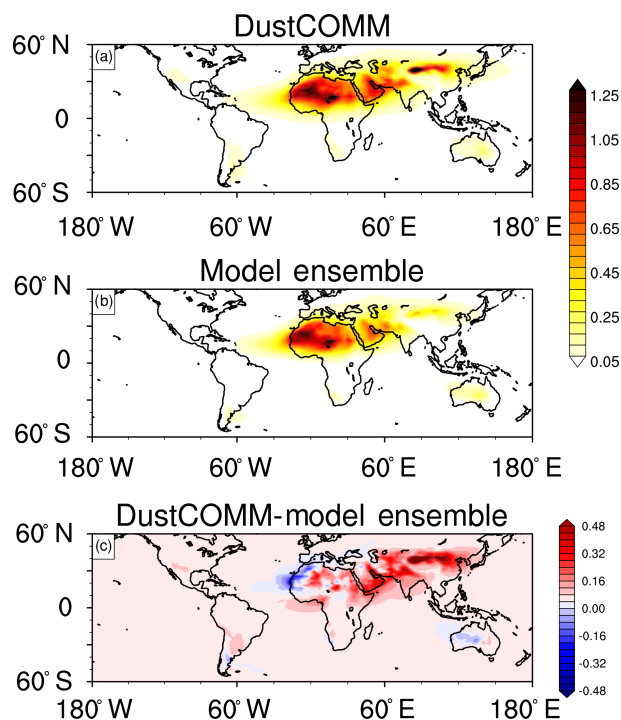 DustCOMM
60° N
(a)
0
60° S
180° W
60° W
60° E
180° E
1.25
1.05
0.85
0.65
0.45
0.25
0.05
Model ensemble
60° N
(b)
0
60° S
180° W
60° W
60° E
180° E
DustCOMM-model ensemble
60° N
(c)
0
60° S
180° W
60° W
60° E
180° E
0.48
0.32
0.16
0.00
-0.16
-0.32
-0.48